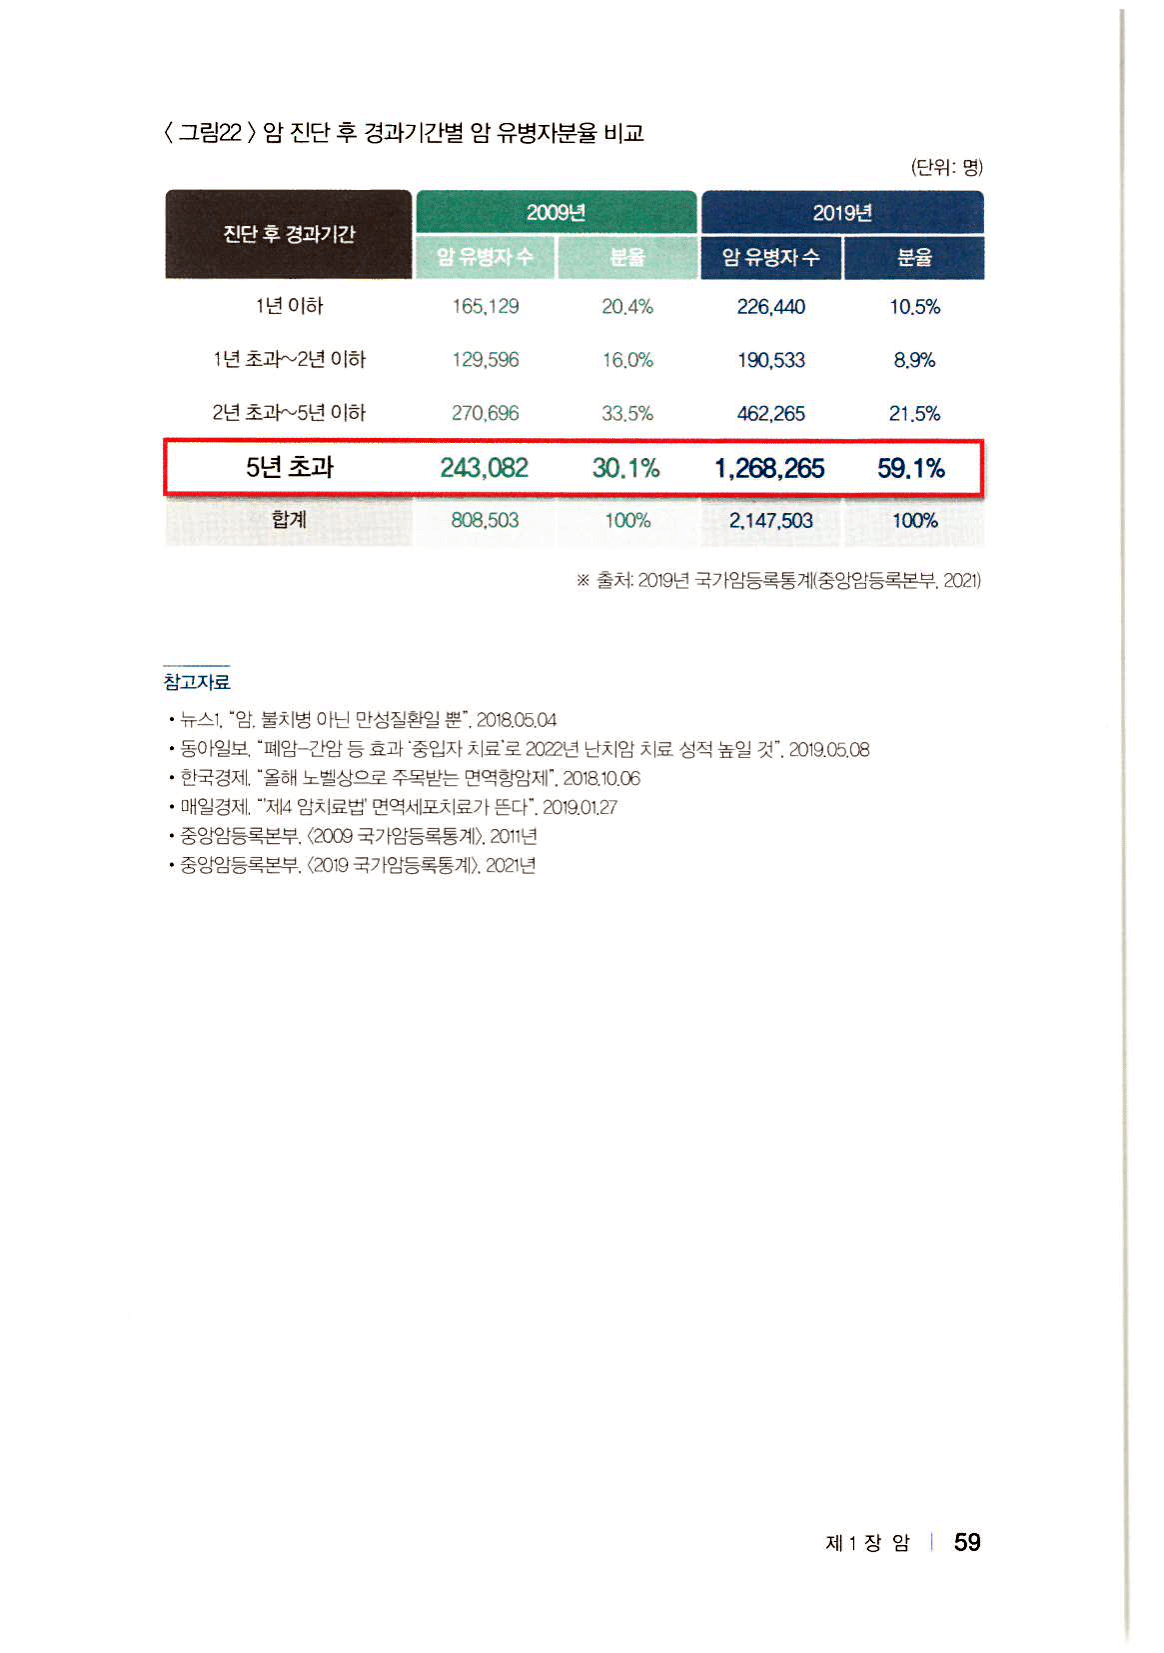 〈 그림22 〉 암 진단 후 경과기간별 암 유병자분율 비교
(단위: 명)
진단 후 경과기간 2009년 2019년
암 유병자 수 분율 암 유병자 수 분율
1년 이하 165,129 20.4% 226,440 10.5%
1년 초과~2년 이하 129,596 16.0% 190,533 8.9%
2년 초과~5년 이하 270,696 33.5% 462,265 21.5%
5년 초과 243,082 30.1% 1,268,265 59.1%
합계 808,503 100% 2,147,503 100%
※ 출처: 2019년 국가암등록통계(중앙암등록본부, 2021)
참고자료
• 뉴스1, “암, 불치병 아닌 만성질환일 뿐”, 2018.05.04
• 동아일보, “폐암-간암 등 효과 ‘중입자 치료’로 2022년 난치암 치료 성적 높일 것”, 2019.05.08
• 한국경제, “올해 노벨상으로 주목받는 면역항암제”, 2018.10.06
• 매일경제, “‘제4 암치료법’ 면역세포치료가 뜬다”, 2019.01.27
• 중앙암등록본부, 〈2009 국가암등록통계〉, 2011년
• 중앙암등록본부, 〈2019 국가암등록통계〉, 2021년
제 1 장 암 | 59